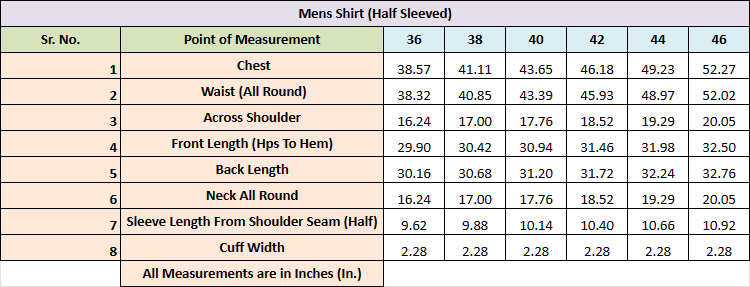 Mens Shirt (Half Sleeved)
Sr. No. Point of Measurement 36 38 40 42 44 46
1 Chest 38.57 41.11 43.65 46.18 49.23 52.27
2 Waist (All Round) 38.32 40.85 43.39 45.93 48.97 52.02
3 Across Shoulder 16.24 17.00 17.76 18.52 19.29 20.05
4 Front Length (Hps To Hem) 29.90 30.42 30.94 31.46 31.98 32.50
5 Back Length 30.16 30.68 31.20 31.72 32.24 32.76
6 Neck All Round 16.24 17.00 17.76 18.52 19.29 20.05
7 Sleeve Length From Shoulder Seam (Half) 9.62 9.88 10.14 10.40 10.66 10.92
8 Cuff Width 2.28 2.28 2.28 2.28 2.28 2.28
All Measurements are in Inches (In.)